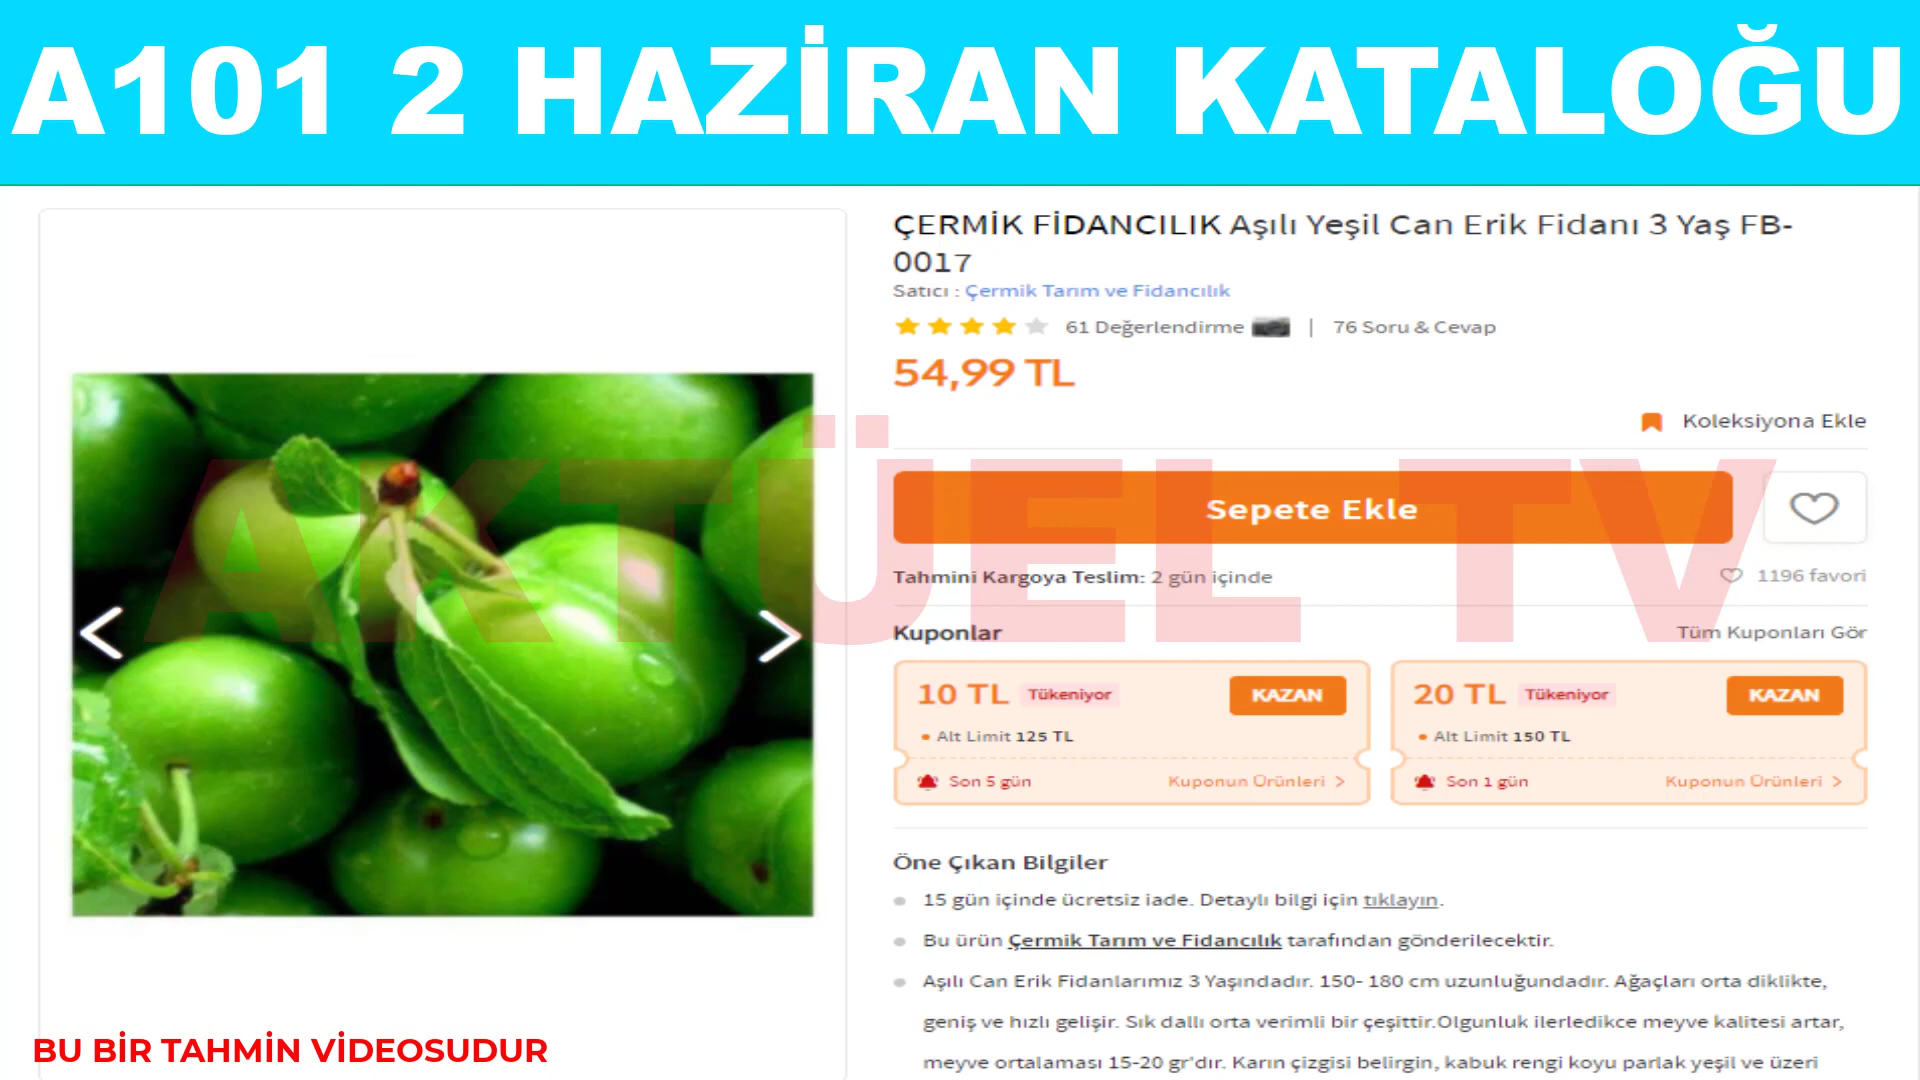 A101 2 HAZİRAN KATALOĞU
ÇERMİK FİDANCILIK Aşılı Yeşil Can Erik Fidanı 3 Yaş FB-
0017
Satıcı : Çermik Tarım ve Fidancılık
61 Değerlendirme | 76 Soru & Cevap
54,99 TL
Koleksiyona Ekle
AKTÜEL TV
Sepete Ekle
Tahmini Kargoya Teslim: 2 gün içinde
1196 favori
Kuponlar
Tüm Kuponları Gör
10 TL Tükeniyor KAZAN
• Alt Limit 125 TL
Son 5 gün Kuponun Ürünleri >
20 TL Tükeniyor KAZAN
• Alt Limit 150 TL
Son 1 gün Kuponun Ürünleri >
Öne Çıkan Bilgiler
15 gün içinde ücretsiz iade. Detaylı bilgi için tıklayın.
Bu ürün Çermik Tarım ve Fidancılık tarafından gönderilecektir.
Aşılı Can Erik Fidanlarımız 3 Yaşındadır. 150- 180 cm uzunluğundadır. Ağaçları orta diklikte,
geniş ve hızlı gelişir. Sık dallı orta verimli bir çeşittir.Olgunluk ilerledikce meyve kalitesi artar,
meyve ortalaması 15-20 gr'dır. Karın çizgisi belirgin, kabuk rengi koyu parlak yeşil ve üzeri
BU BİR TAHMİN VİDEOSUDUR